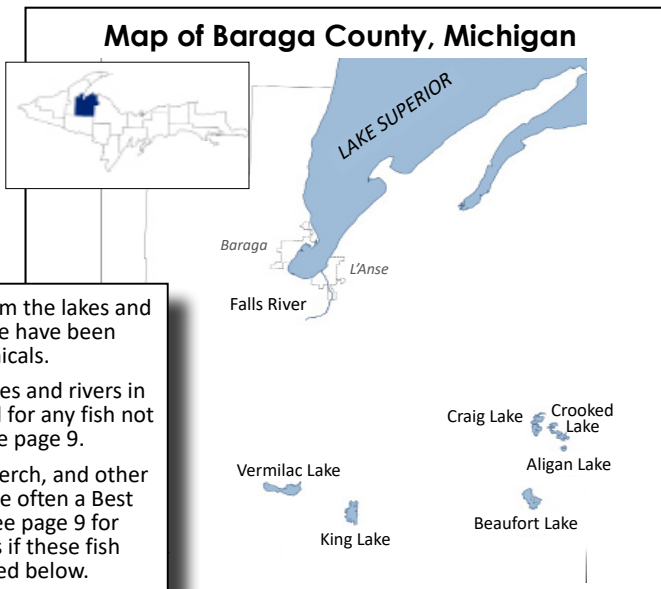 Map of Baraga County, Michigan
LAKE SUPERIOR
Baraga
L'Anse
Falls River
m the lakes and
e have been
nicals.
es and rivers in
d for any fish not
e page 9.
erch, and other
e often a Best
ee page 9 for
s if these fish
ed below.
Craig Lake
Crooked
Lake
Aligan Lake
Vermilac Lake
Beaufort Lake
King Lake